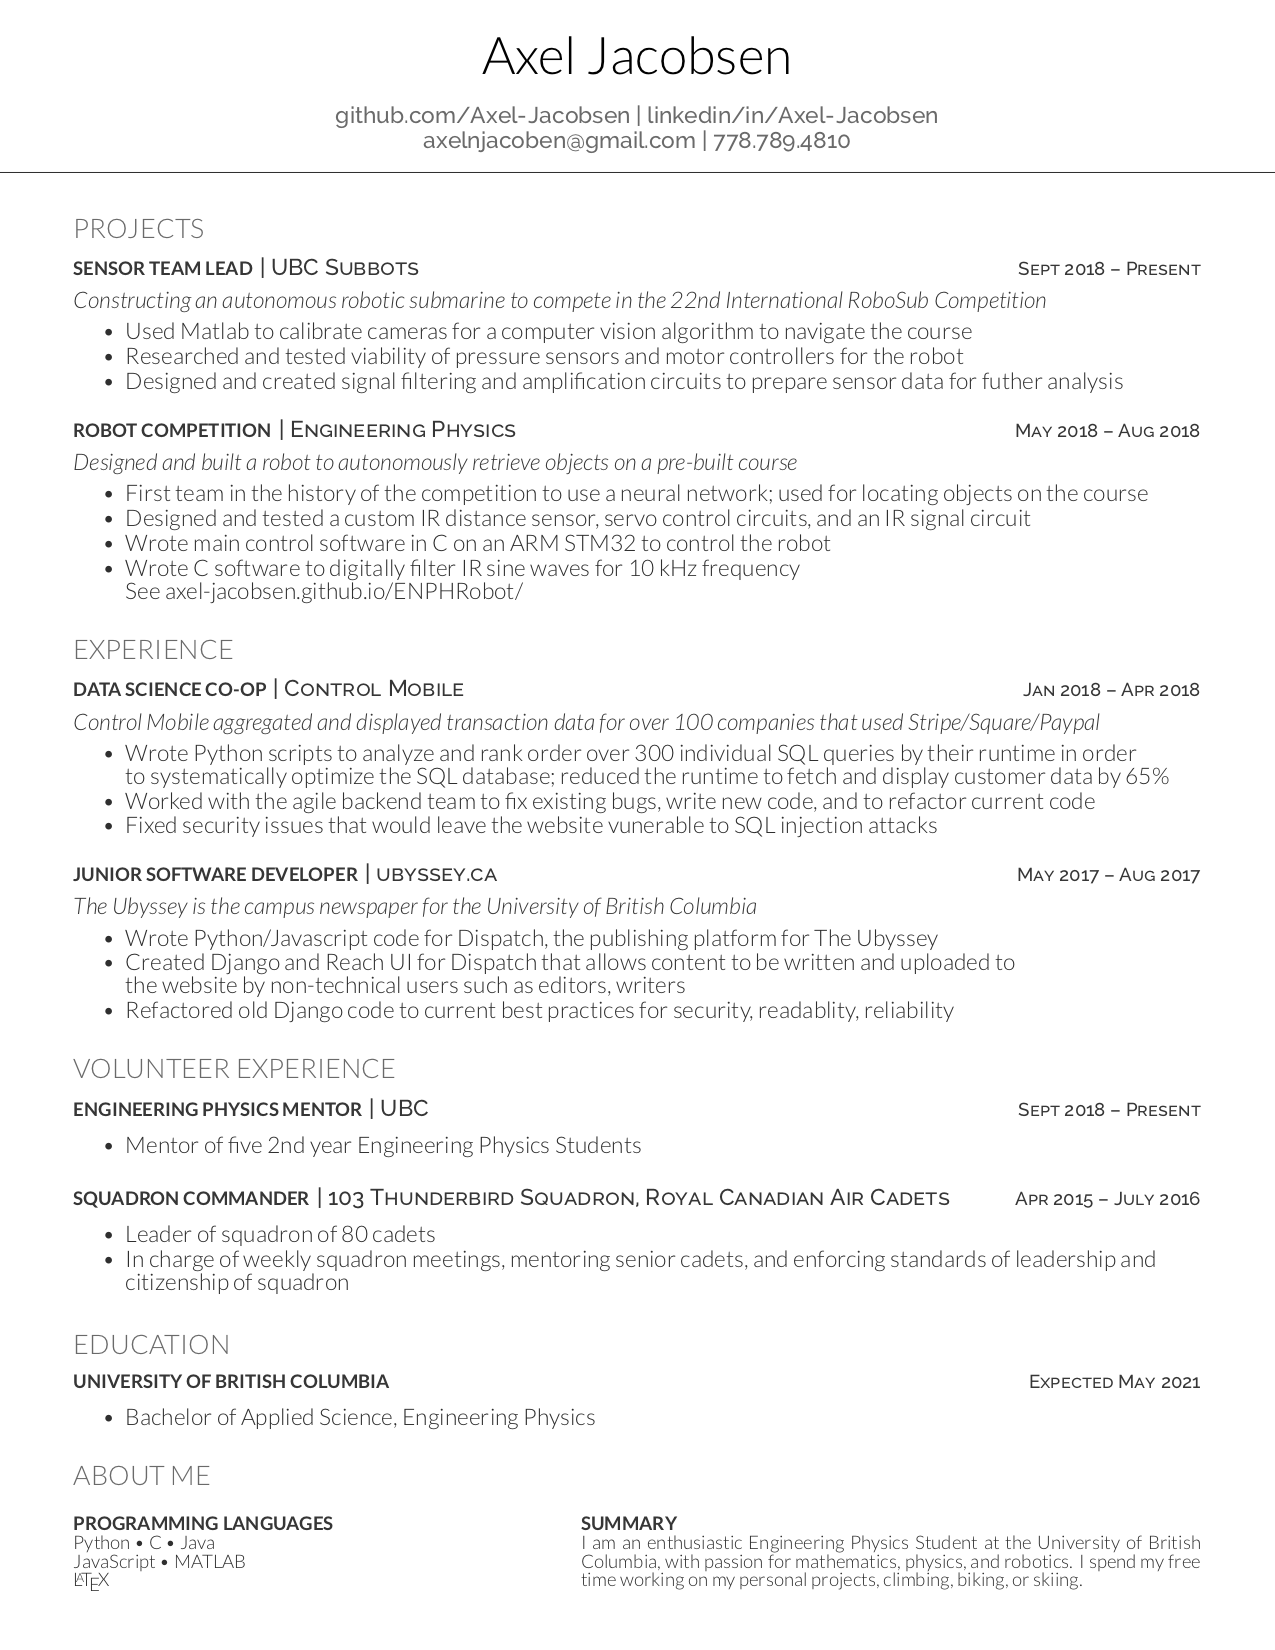 Axel Jacobsen
github.com/Axel-Jacobsen | linkedin/in/Axel-Jacobsen
axelnjacoben@gmail.com | 778.789.4810
PROJECTS
SENSOR TEAM LEAD | UBC SUBBOTS SEPT 2018 – PRESENT
Constructing an autonomous robotic submarine to compete in the 22nd International RoboSub Competition
• Used Matlab to calibrate cameras for a computer vision algorithm to navigate the course
• Researched and tested viability of pressure sensors and motor controllers for the robot
• Designed and created signal filtering and amplification circuits to prepare sensor data for futher analysis
ROBOT COMPETITION | ENGINEERING PHYSICS MAY 2018 – AUG 2018
Designed and built a robot to autonomously retrieve objects on a pre-built course
• First team in the history of the competition to use a neural network; used for locating objects on the course
• Designed and tested a custom IR distance sensor, servo control circuits, and an IR signal circuit
• Wrote main control software in C on an ARM STM32 to control the robot
• Wrote C software to digitally filter IR sine waves for 10 kHz frequency
See axel-jacobsen.github.io/ENPHRobot/
EXPERIENCE
DATA SCIENCE CO-OP | CONTROL MOBILE JAN 2018 – APR 2018
Control Mobile aggregated and displayed transaction data for over 100 companies that used Stripe/Square/Paypal
• Wrote Python scripts to analyze and rank order over 300 individual SQL queries by their runtime in order
to systematically optimize the SQL database; reduced the runtime to fetch and display customer data by 65%
• Worked with the agile backend team to fix existing bugs, write new code, and to refactor current code
• Fixed security issues that would leave the website vunerable to SQL injection attacks
JUNIOR SOFTWARE DEVELOPER | UBYSSEY.CA MAY 2017 – AUG 2017
The Ubyssey is the campus newspaper for the University of British Columbia
• Wrote Python/Javascript code for Dispatch, the publishing platform for The Ubyssey
• Created Django and Reach UI for Dispatch that allows content to be written and uploaded to
the website by non-technical users such as editors, writers
• Refactored old Django code to current best practices for security, readablity, reliability
VOLUNTEER EXPERIENCE
ENGINEERING PHYSICS MENTOR | UBC SEPT 2018 – PRESENT
• Mentor of five 2nd year Engineering Physics Students
SQUADRON COMMANDER | 103 THUNDERBIRD SQUADRON, ROYAL CANADIAN AIR CADETS APR 2015 – JULY 2016
• Leader of squadron of 80 cadets
• In charge of weekly squadron meetings, mentoring senior cadets, and enforcing standards of leadership and
citizenship of squadron
EDUCATION
UNIVERSITY OF BRITISH COLUMBIA EXPECTED MAY 2021
• Bachelor of Applied Science, Engineering Physics
ABOUT ME
PROGRAMMING LANGUAGES
Python • C • Java
JavaScript • MATLAB
LATEX
SUMMARY
I am an enthusiastic Engineering Physics Student at the University of British
Columbia, with passion for mathematics, physics, and robotics. I spend my free
time working on my personal projects, climbing, biking, or skiing.